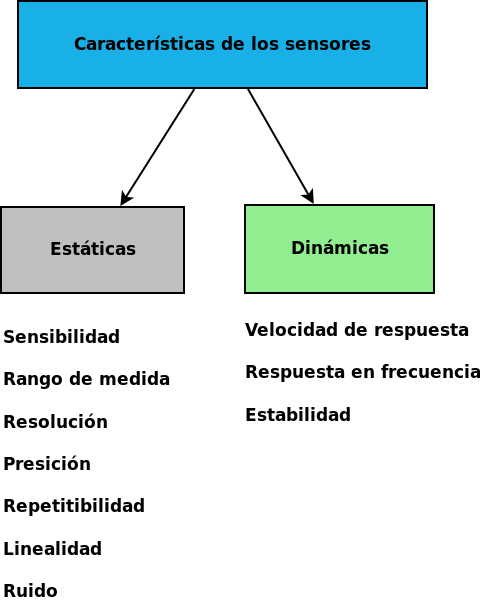 Características de los sensores
Estáticas
Dinámicas
Sensibilidad
Rango de medida
Resolución
Presición
Repetitibilidad
Linealidad
Ruido
Velocidad de respuesta
Respuesta en frecuencia
Estabilidad